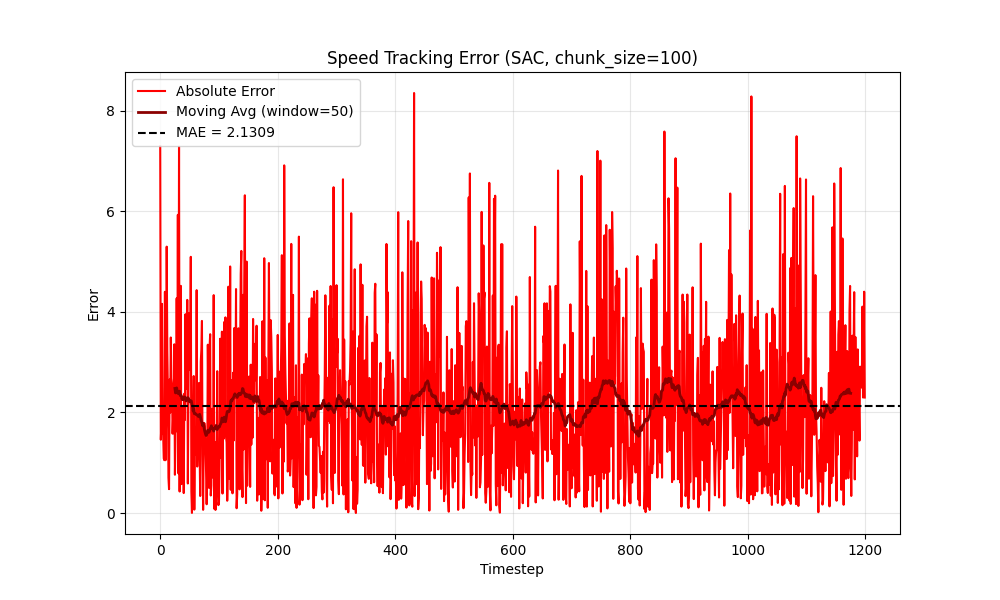 Speed Tracking Error (SAC, chunk_size=100)
Absolute Error
Moving Avg (window=50)
MAE = 2.1309
8
6
4
2
0
Error
0 200 400 600 800 1000 1200
Timestep